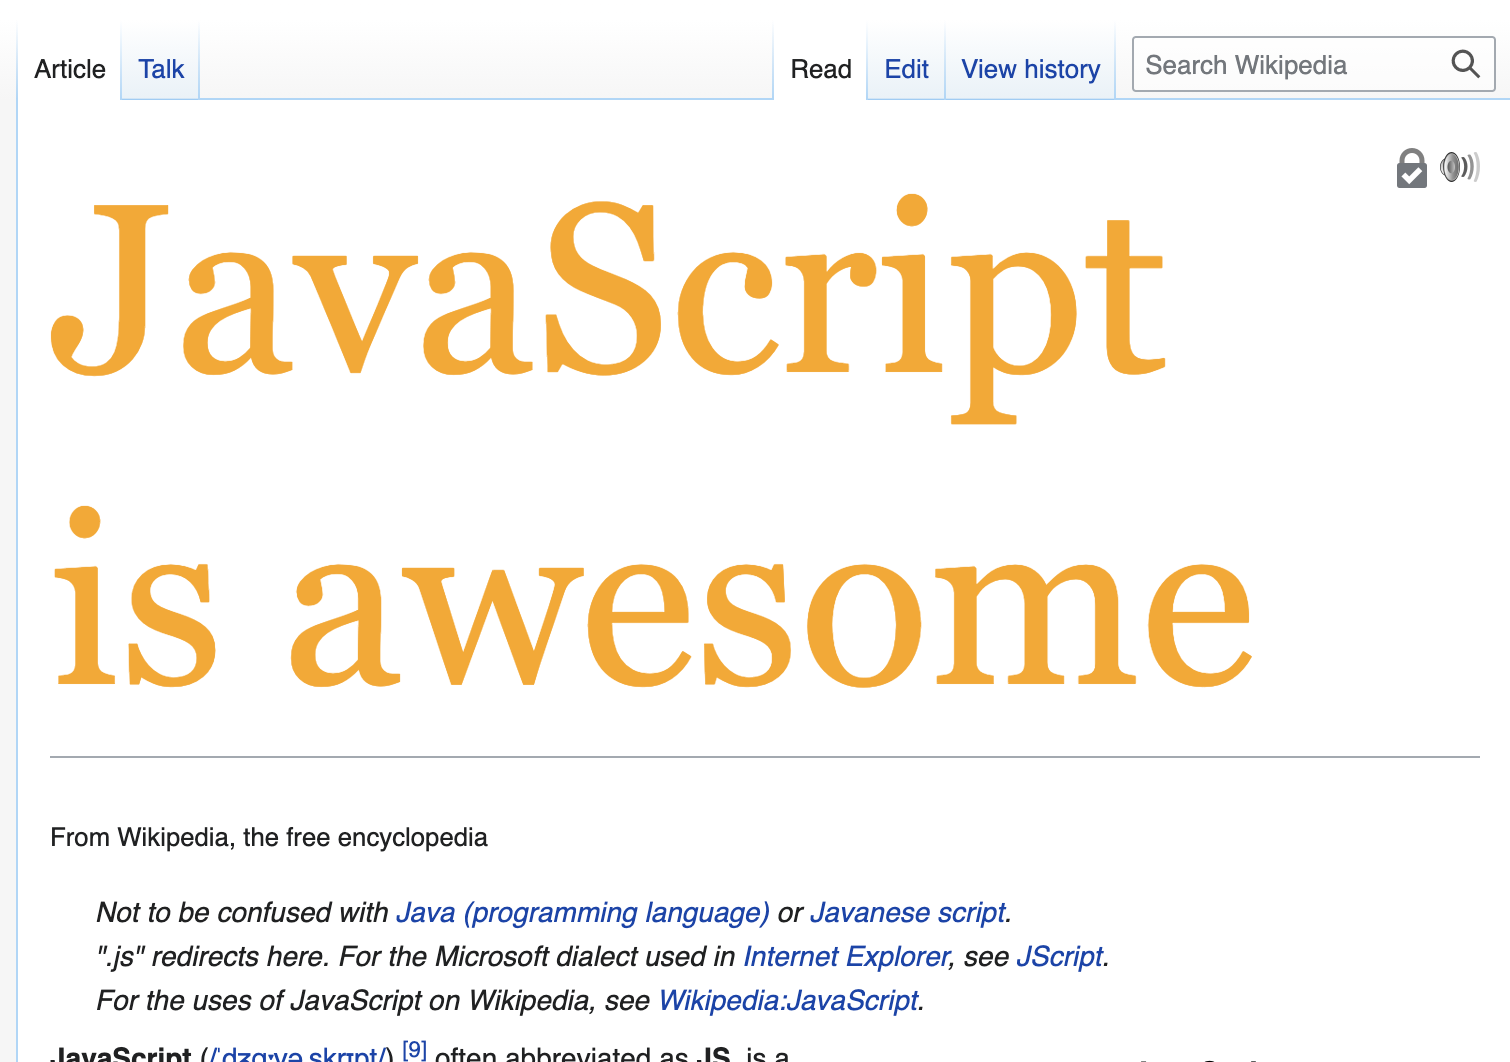 Article Talk Read Edit View history Search Wikipedia
JavaScript
is awesome
From Wikipedia, the free encyclopedia
Not to be confused with Java (programming language) or Javanese script.
".js" redirects here. For the Microsoft dialect used in Internet Explorer, see JScript.
For the uses of JavaScript on Wikipedia, see Wikipedia:JavaScript.
JavaScript (/ˈdʒɑːvəˌskrɪpt/),[9] often abbreviated as JS, is a